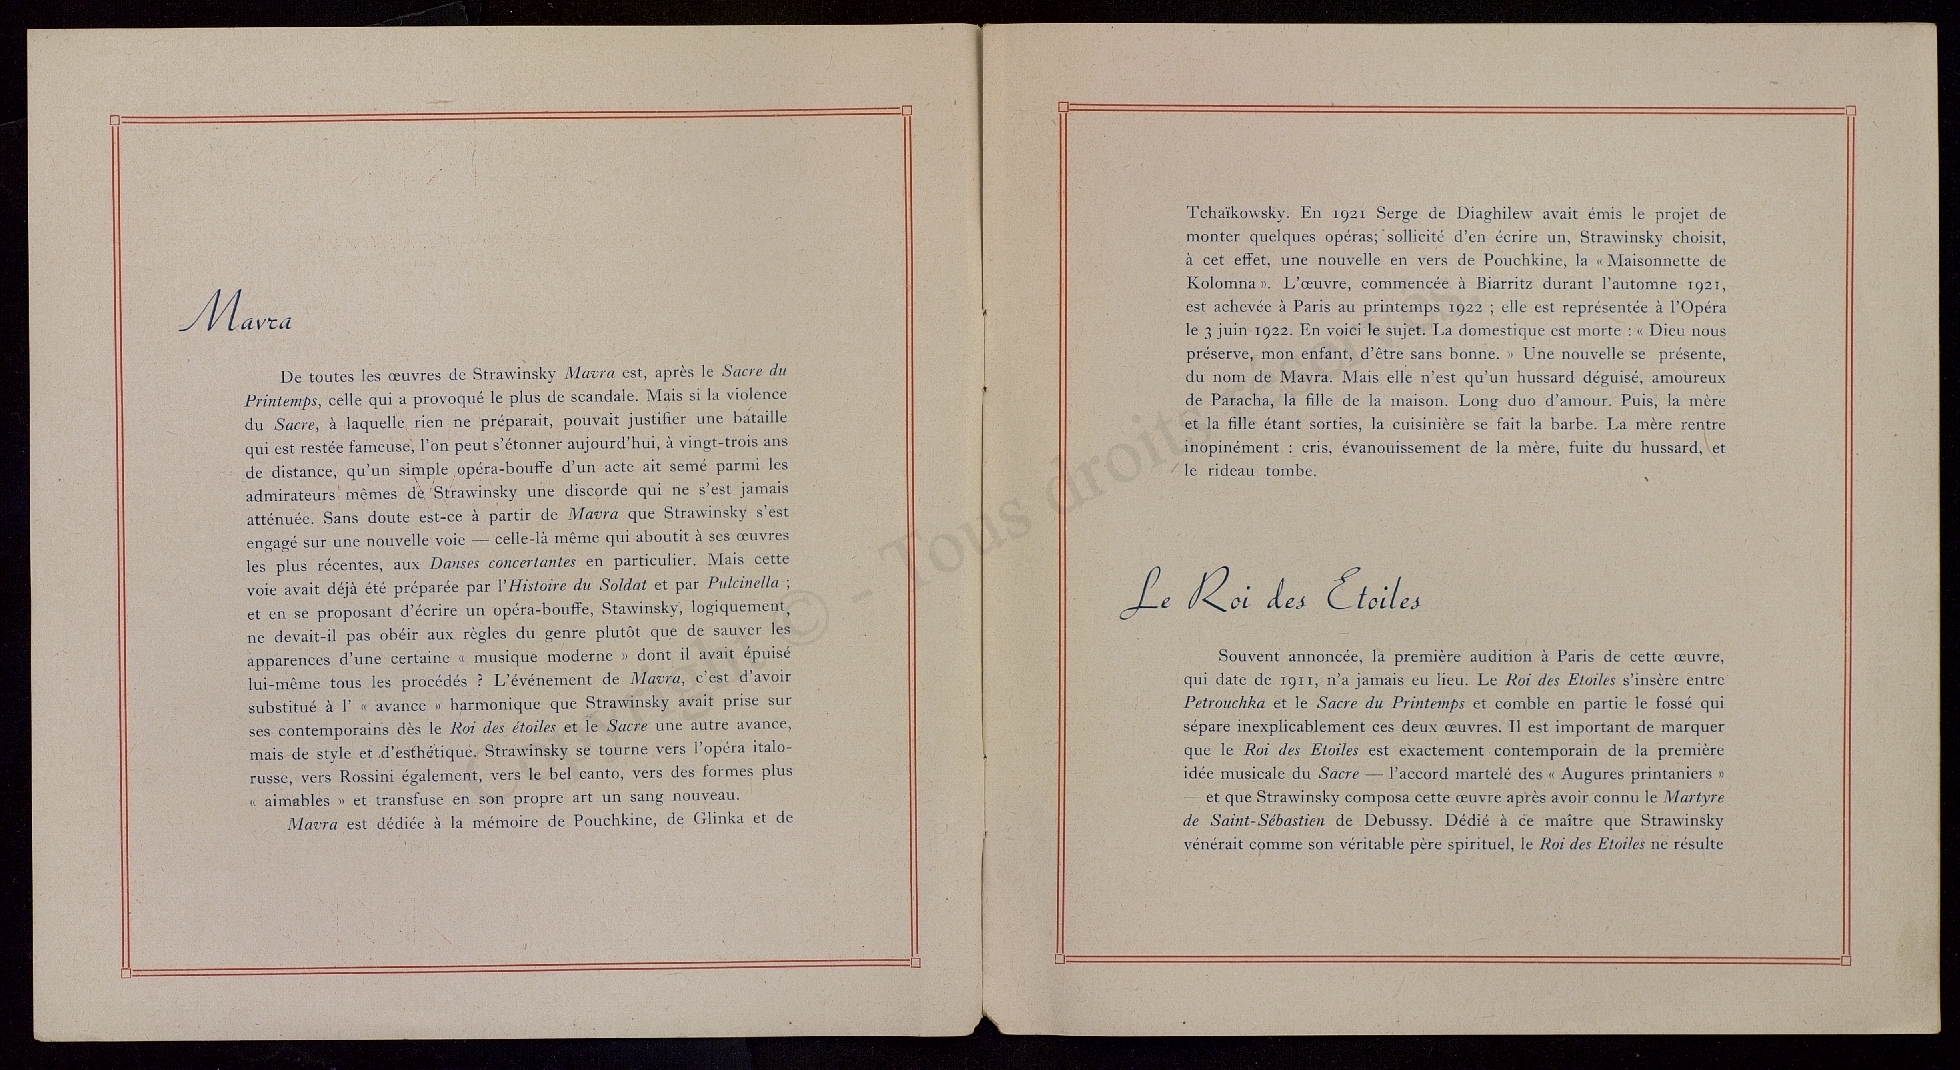 Mavra
De toutes les œuvres de Strawinsky Mavra est, après le Sacre du
Printemps, celle qui a provoqué le plus de scandale. Mais si la violence
du Sacre, à laquelle rien ne préparait, pouvait justifier une bataille
qui est restée fameuse, l'on peut s'étonner aujourd'hui, à vingt-trois ans
de distance, qu'un simple opéra-bouffe d'un acte ait semé parmi les
admirateurs mêmes de Strawinsky une discorde qui ne s'est jamais
atténuée. Sans doute est-ce à partir de Mavra que Strawinsky s'est
engagé sur une nouvelle voie — celle-là même qui aboutit à ses œuvres
les plus récentes, aux Danses concertantes en particulier. Mais cette
voie avait déjà été préparée par l'Histoire du Soldat et par Pulcinella ;
et en se proposant d'écrire un opéra-bouffe, Stawinsky, logiquement,
ne devait-il pas obéir aux règles du genre plutôt que de sauver les
apparences d'une certaine « musique moderne » dont il avait épuisé
lui-même tous les procédés ? L'événement de Mavra, c'est d'avoir
substitué à l' « avance » harmonique que Strawinsky avait prise sur
ses contemporains dès le Roi des étoiles et le Sacre une autre avance,
mais de style et d'esthétique. Strawinsky se tourne vers l'opéra italo-
russe, vers Rossini également, vers le bel canto, vers des formes plus
« aimables » et transfuse en son propre art un sang nouveau.
Mavra est dédiée à la mémoire de Pouchkine, de Glinka et de
Tchaïkowsky. En 1921 Serge de Diaghilew avait émis le projet de
monter quelques opéras; sollicité d'en écrire un, Strawinsky choisit,
à cet effet, une nouvelle en vers de Pouchkine, la « Maisonnette de
Kolomna ». L'œuvre, commencée à Biarritz durant l'automne 1921,
est achevée à Paris au printemps 1922 ; elle est représentée à l'Opéra
le 3 juin 1922. En voici le sujet. La domestique est morte : « Dieu nous
préserve, mon enfant, d'être sans bonne. » Une nouvelle se présente,
du nom de Mavra. Mais elle n'est qu'un hussard déguisé, amoureux
de Paracha, la fille de la maison. Long duo d'amour. Puis, la mère
et la fille étant sorties, la cuisinière se fait la barbe. La mère rentre
inopinément : cris, évanouissement de la mère, fuite du hussard, et
le rideau tombe.
Le Roi des Etoiles
Souvent annoncée, la première audition à Paris de cette œuvre,
qui date de 1911, n'a jamais eu lieu. Le Roi des Etoiles s'insère entre
Petrouchka et le Sacre du Printemps et comble en partie le fossé qui
sépare inexplicablement ces deux œuvres. Il est important de marquer
que le Roi des Etoiles est exactement contemporain de la première
idée musicale du Sacre — l'accord martelé des « Augures printaniers »
— et que Strawinsky composa cette œuvre après avoir connu le Martyre
de Saint-Sébastien de Debussy. Dédié à ce maître que Strawinsky
vénérait comme son véritable père spirituel, le Roi des Etoiles ne résulte
Copyright © - Tous droits réservés